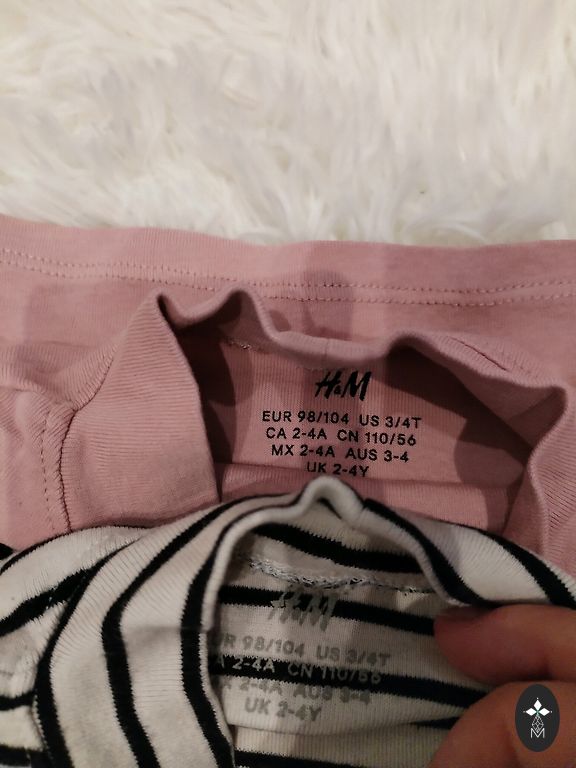 H&M
EUR 98/104 US 3/4T
CA 2-4A CN 110/56
MX 2-4A AUS 3-4
UK 2-4Y
H&M
98/104 US 3/4T
2-4A CN 110/56
2-4A AUS 3-4
UK 2-4Y
M